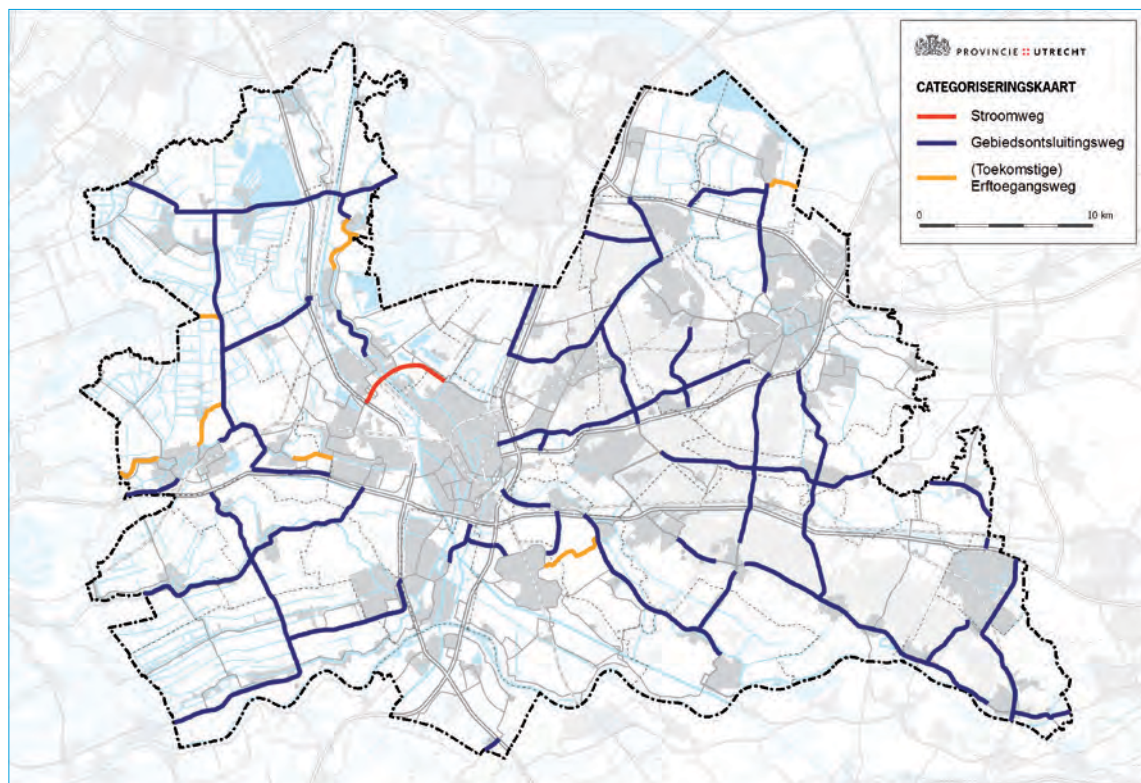 PROVINCIE :: UTRECHT
CATEGORISERINGSKAART
Stroomweg
Gebiedsontsluitingsweg
(Toekomstige)
Erftoegangsweg
0 10 km